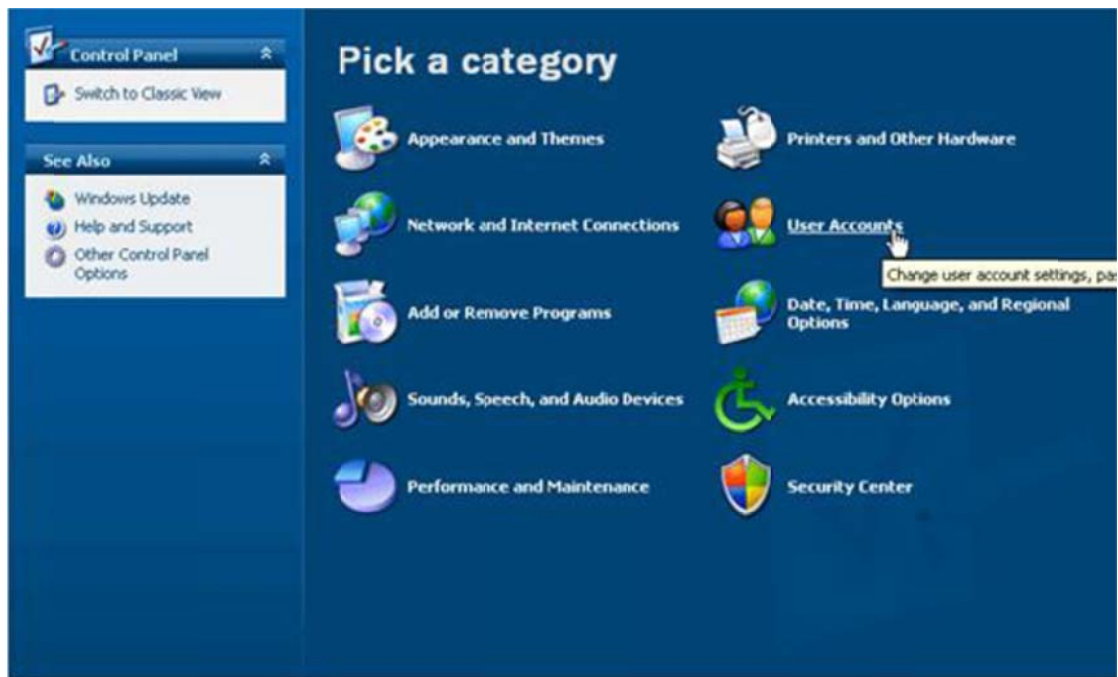 Control Panel
Switch to Classic View
See Also
Windows Update
Help and Support
Other Control Panel
Options
Pick a category
Appearance and Themes
Printers and Other Hardware
Network and Internet Connections
User Accounts
Change user account settings, pas
Add or Remove Programs
Date, Time, Language, and Regional
Options
Sounds, Speech, and Audio Devices
Accessibility Options
Performance and Maintenance
Security Center